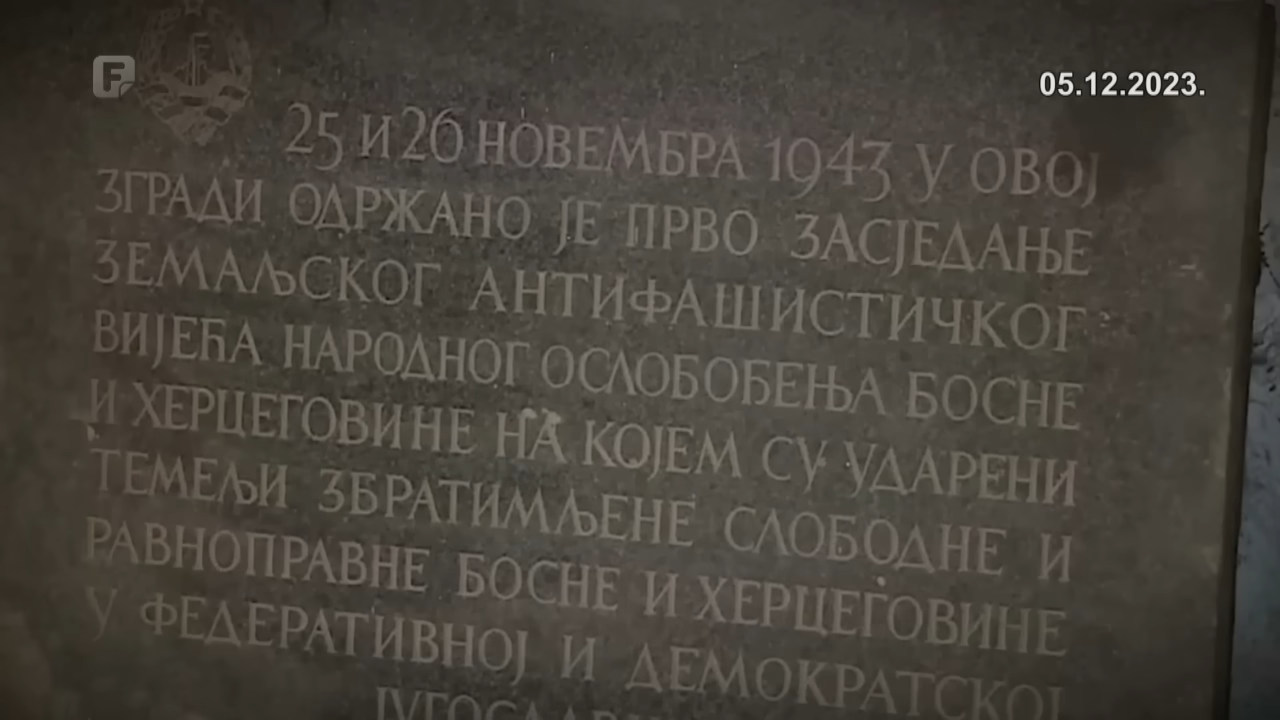 F
05.12.2023.
25 И 26 НОВЕМБРА 1943 У ОВОЈ
ЗГРАДИ ОДРЖАНО ЈЕ ПРВО ЗАСЈЕДАЊЕ
ЗЕМАЉСКОГ АНТИФАШИСТИЧКОГ
ВИЈЕЋА НАРОДНОГ ОСЛОБОЂЕЊА БОСНЕ
И ХЕРЦЕГОВИНЕ НА КОЈЕМ СУ УДАРЕНИ
ТЕМЕЉИ ЗБРАТИМЉЕНЕ СЛОБОДНЕ И
РАВНОПРАВНЕ БОСНЕ И ХЕРЦЕГОВИНЕ
У ФЕДЕРАТИВНОЈ И ДЕМОКРАТСКОЈ